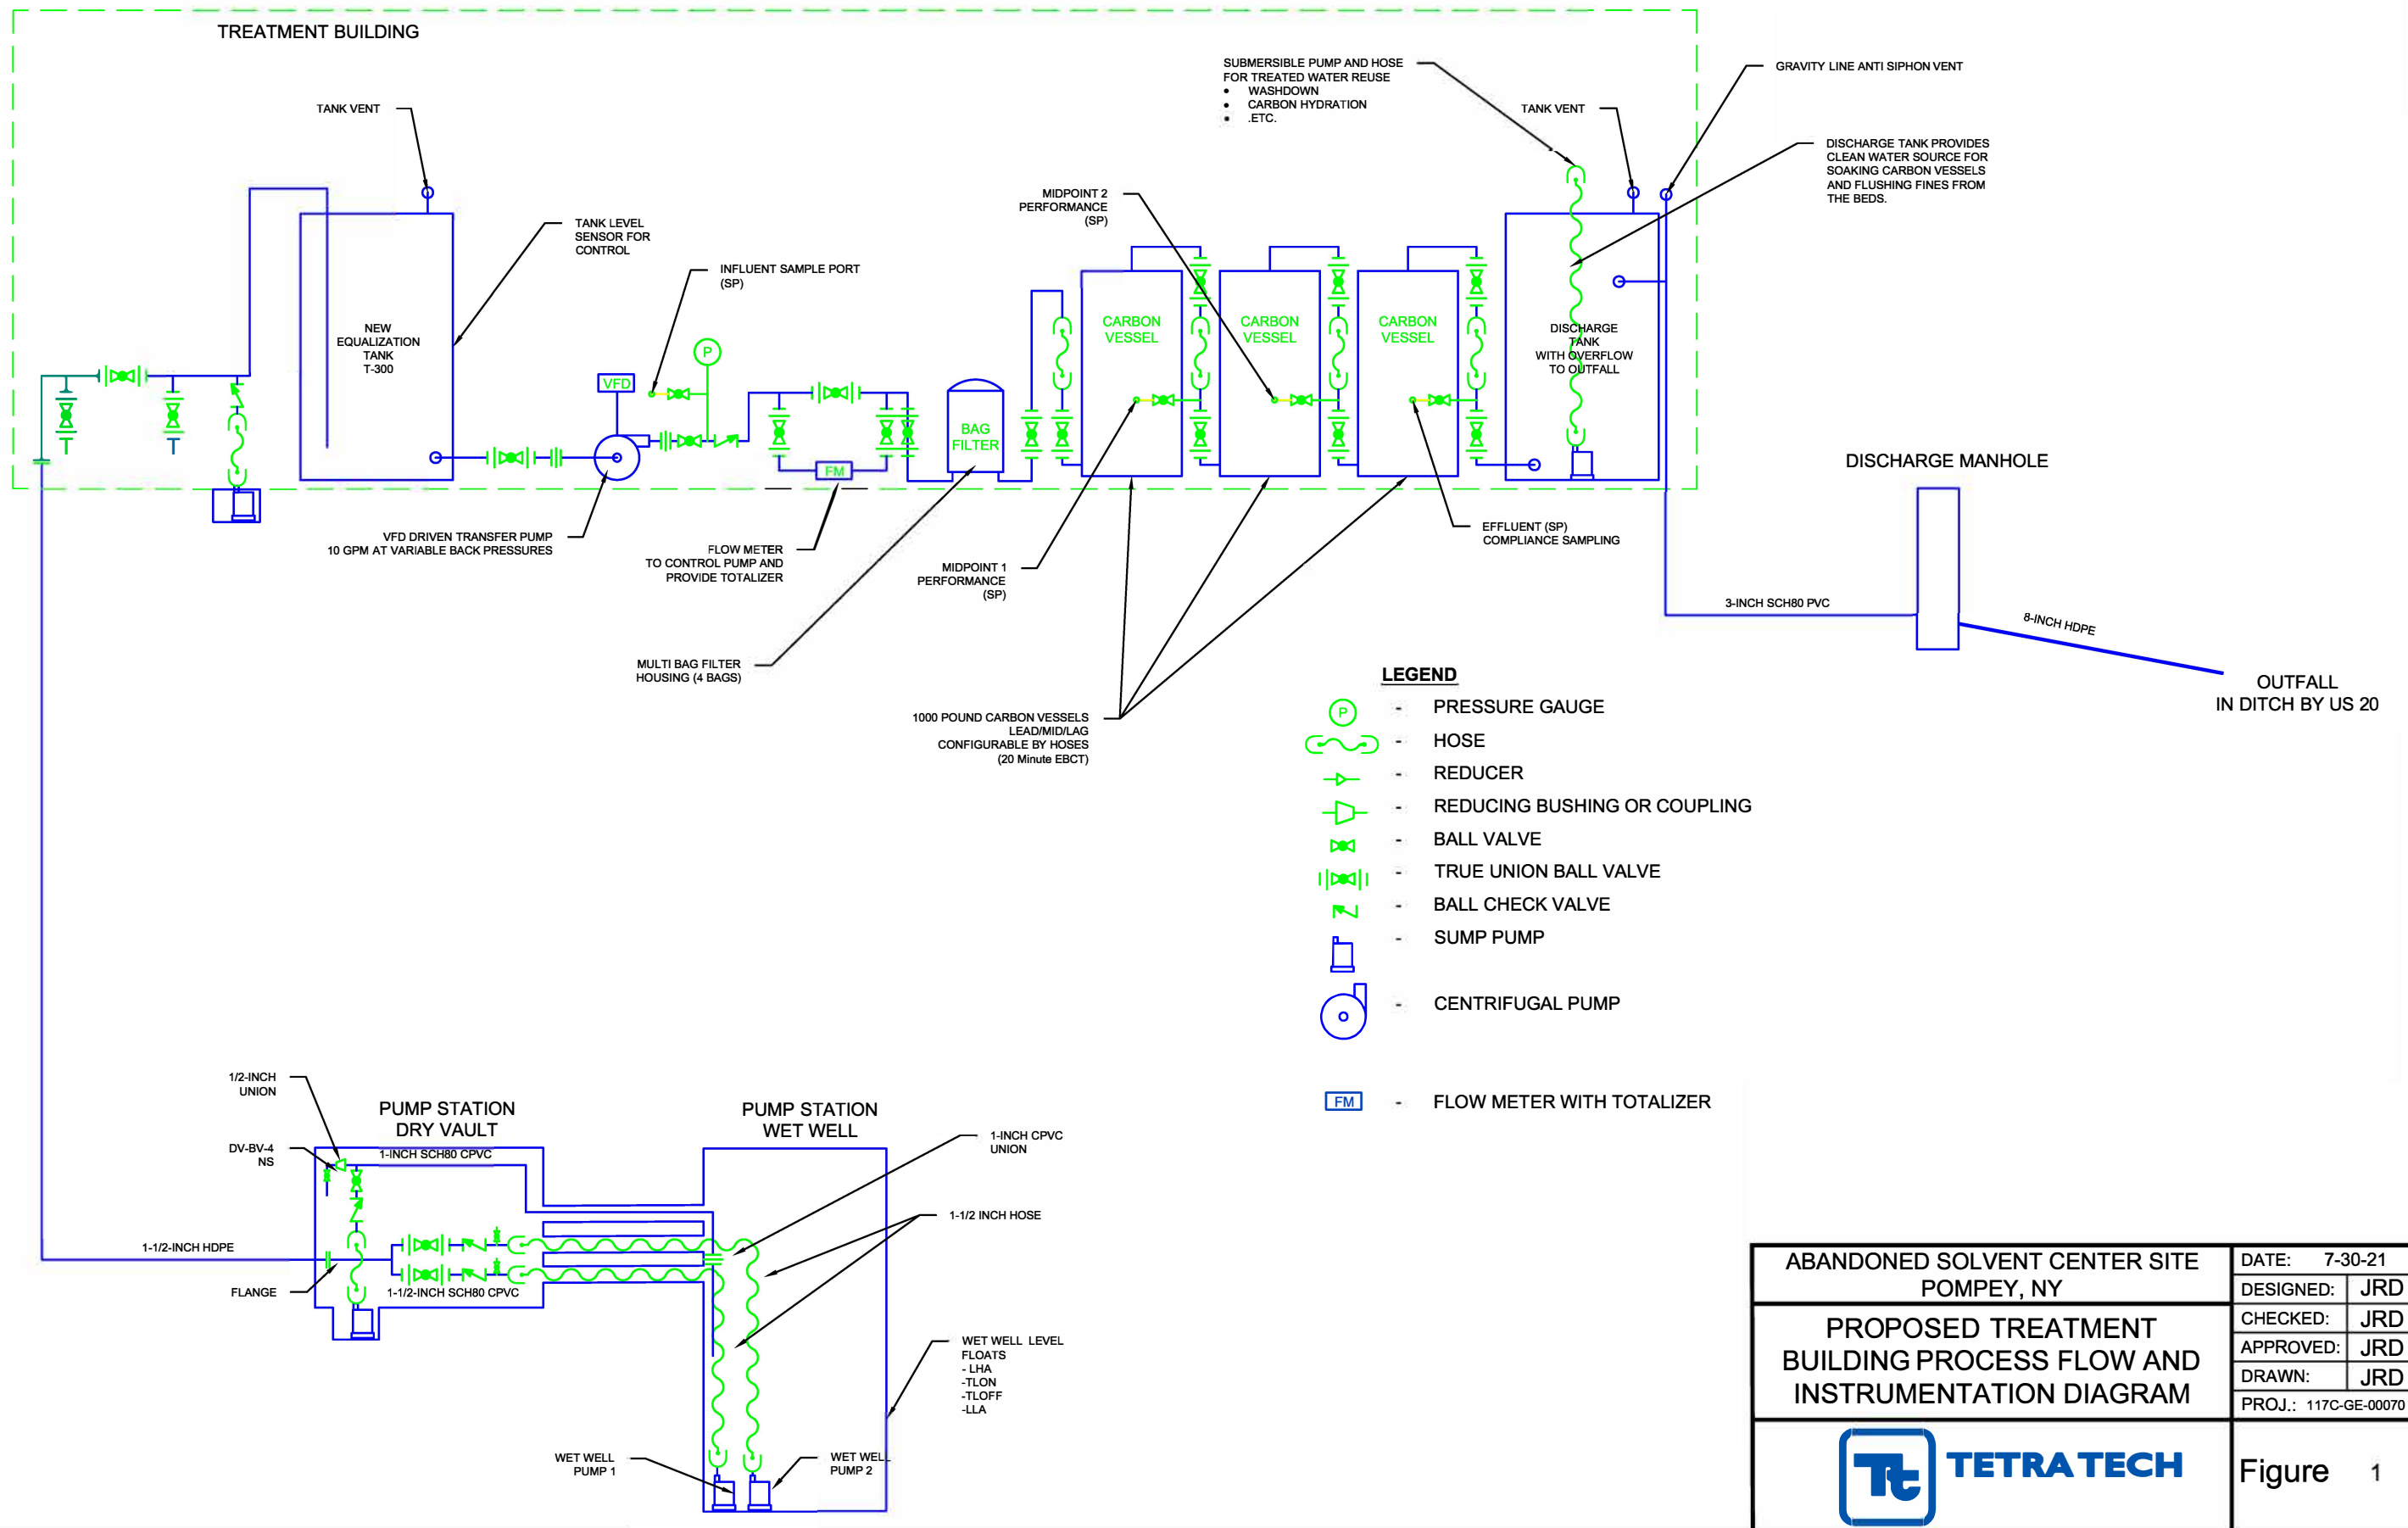 TREATMENT BUILDING
TANK VENT
TANK LEVEL
SENSOR FOR
CONTROL
NEW
EQUALIZATION
TANK
T-300
INFLUENT SAMPLE PORT
(SP)
P
VFD
FM
VFD DRIVEN TRANSFER PUMP
10 GPM AT VARIABLE BACK PRESSURES
FLOW METER
TO CONTROL PUMP AND
PROVIDE TOTALIZER
BAG
FILTER
MULTI BAG FILTER
HOUSING (4 BAGS)
SUBMERSIBLE PUMP AND HOSE
FOR TREATED WATER REUSE
• WASHDOWN
• CARBON HYDRATION
• .ETC.
MIDPOINT 2
PERFORMANCE
(SP)
CARBON
VESSEL
CARBON
VESSEL
CARBON
VESSEL
MIDPOINT 1
PERFORMANCE
(SP)
1000 POUND CARBON VESSELS
LEAD/MID/LAG
CONFIGURABLE BY HOSES
(20 Minute EBCT)
EFFLUENT (SP)
COMPLIANCE SAMPLING
TANK VENT
GRAVITY LINE ANTI SIPHON VENT
DISCHARGE TANK PROVIDES
CLEAN WATER SOURCE FOR
SOAKING CARBON VESSELS
AND FLUSHING FINES FROM
THE BEDS.
DISCHARGE
TANK
WITH OVERFLOW
TO OUTFALL
DISCHARGE MANHOLE
3-INCH SCH80 PVC
8-INCH HDPE
OUTFALL
IN DITCH BY US 20
LEGEND
P - PRESSURE GAUGE
- HOSE
- REDUCER
- REDUCING BUSHING OR COUPLING
- BALL VALVE
- TRUE UNION BALL VALVE
- BALL CHECK VALVE
- SUMP PUMP
- CENTRIFUGAL PUMP
FM - FLOW METER WITH TOTALIZER
1/2-INCH
UNION
DV-BV-4
NS
PUMP STATION
DRY VAULT
1-INCH SCH80 CPVC
1-1/2-INCH HDPE
FLANGE
1-1/2-INCH SCH80 CPVC
PUMP STATION
WET WELL
1-INCH CPVC
UNION
1-1/2 INCH HOSE
WET WELL LEVEL
FLOATS
- LHA
-TLON
-TLOFF
-LLA
WET WELL
PUMP 1
WET WELL
PUMP 2
ABANDONED SOLVENT CENTER SITE
POMPEY, NY
PROPOSED TREATMENT
BUILDING PROCESS FLOW AND
INSTRUMENTATION DIAGRAM
DATE: 7-30-21
DESIGNED: JRD
CHECKED: JRD
APPROVED: JRD
DRAWN: JRD
PROJ.: 117C-GE-00070
Tt TETRA TECH
Figure 1